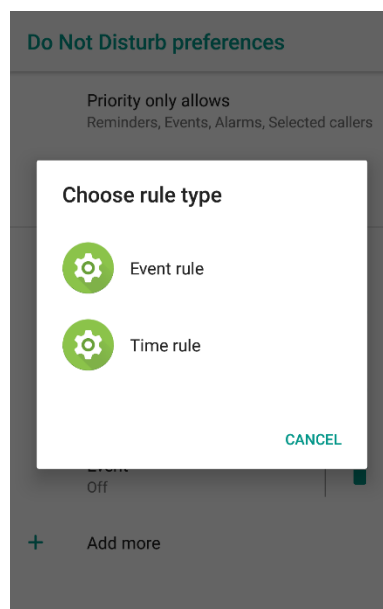 Do Not Disturb preferences
Priority only allows
Reminders, Events, Alarms, Selected callers
Choose rule type
Event rule
Time rule
CANCEL
Event
Off
Add more